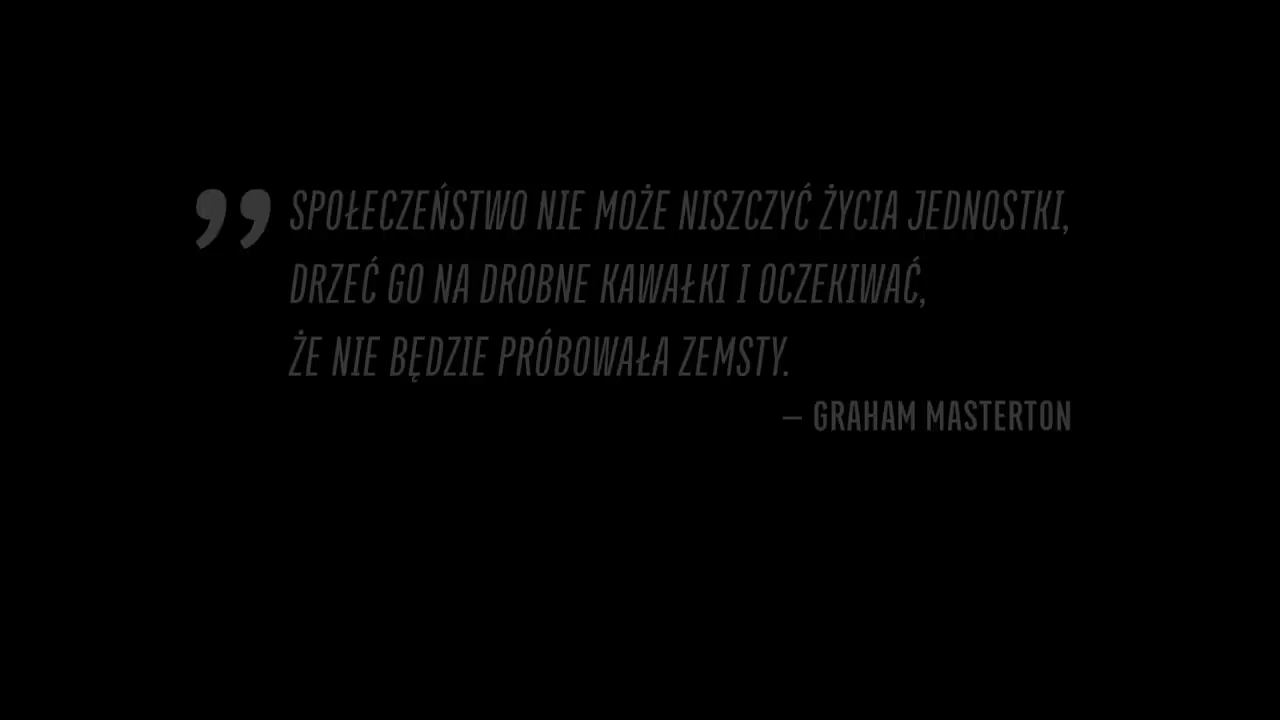 ” SPOŁECZEŃSTWO NIE MOŻE NISZCZYĆ ŻYCIA JEDNOSTKI,
DRZEĆ GO NA DROBNE KAWAŁKI I OCZEKIWAĆ,
ŻE NIE BĘDZIE PRÓBOWAŁA ZEMSTY.
— GRAHAM MASTERTON